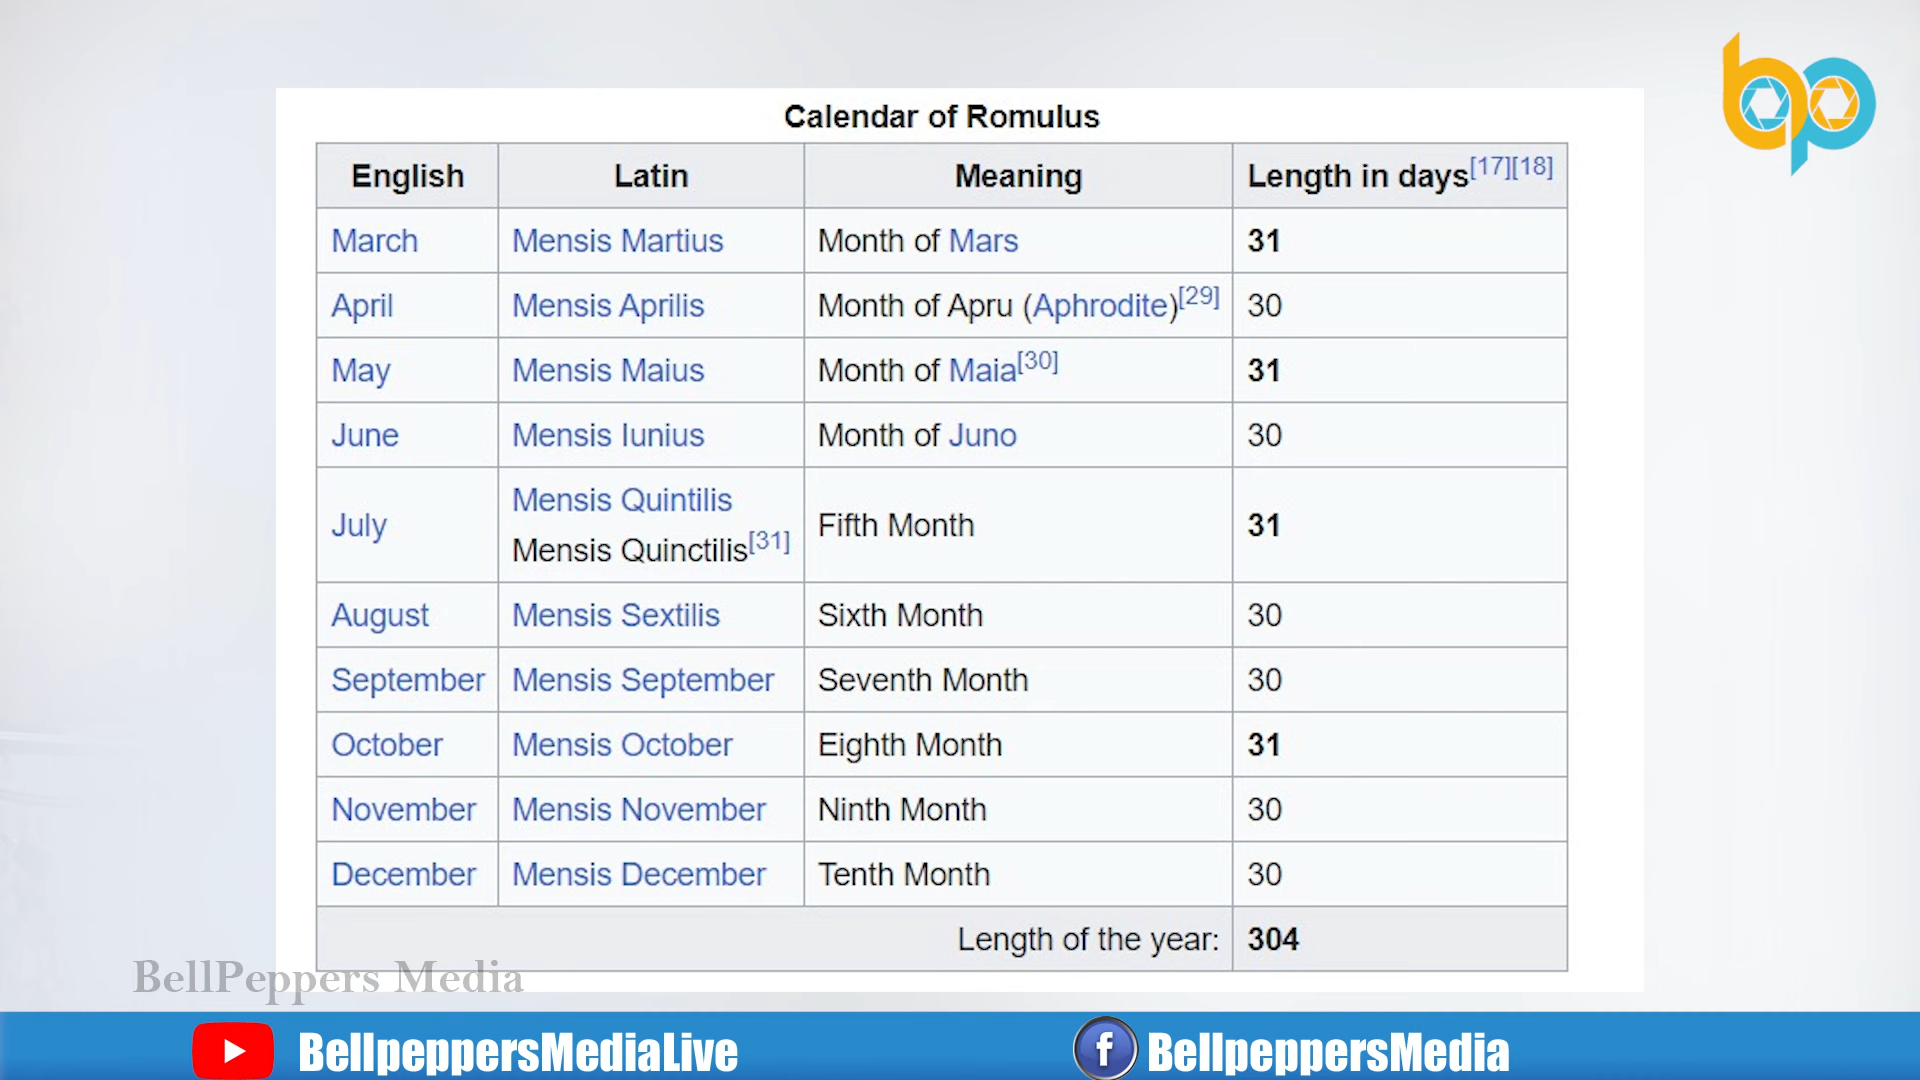 bp
Calendar of Romulus
English Latin Meaning Length in days[17][18]
March Mensis Martius Month of Mars 31
April Mensis Aprilis Month of Apru (Aphrodite)[29] 30
May Mensis Maius Month of Maia[30] 31
June Mensis Iunius Month of Juno 30
July Mensis Quintilis Mensis Quinctilis[31] Fifth Month 31
August Mensis Sextilis Sixth Month 30
September Mensis September Seventh Month 30
October Mensis October Eighth Month 31
November Mensis November Ninth Month 30
December Mensis December Tenth Month 30
Length of the year: 304
BellPeppers Media
BellpeppersMediaLive f BellpeppersMedia